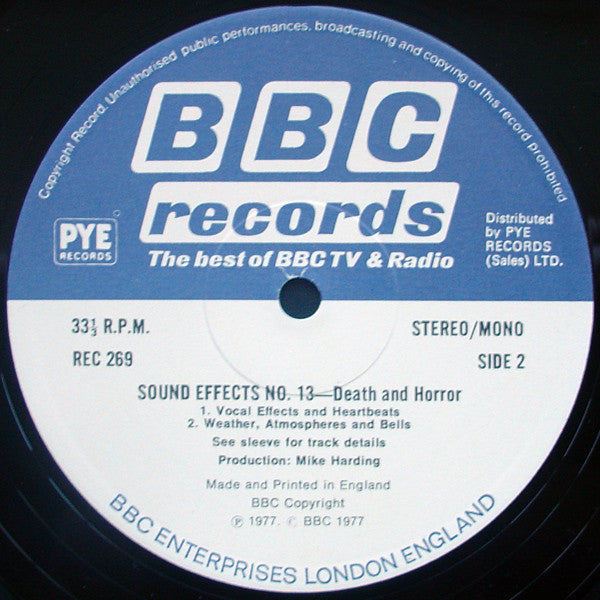 Copyright Record. Unauthorised public performances, broadcasting and copying of this record prohibited
BBC
records
The best of BBC TV & Radio
PYE
RECORDS
Distributed
by PYE
RECORDS
(Sales) LTD.
33⅓ R.P.M.
STEREO/MONO
REC 269
SIDE 2
SOUND EFFECTS NO. 13—Death and Horror
1. Vocal Effects and Heartbeats
2. Weather, Atmospheres and Bells
See sleeve for track details
Production: Mike Harding
Made and Printed in England
BBC Copyright
℗ 1977. © BBC 1977
BBC ENTERPRISES LONDON ENGLAND